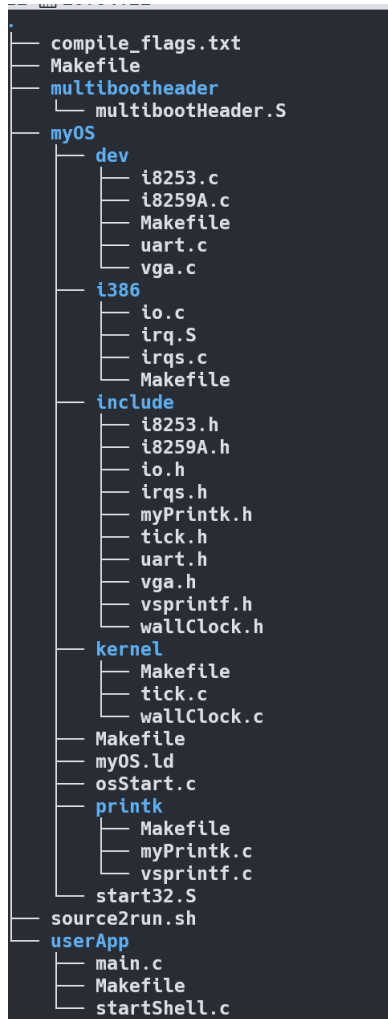 .
├── compile_flags.txt
├── Makefile
├── multibootheader
│   └── multibootHeader.S
├── myOS
│   ├── dev
│   │   ├── i8253.c
│   │   ├── i8259A.c
│   │   ├── Makefile
│   │   ├── uart.c
│   │   └── vga.c
│   ├── i386
│   │   ├── io.c
│   │   ├── irq.S
│   │   ├── irqs.c
│   │   └── Makefile
│   ├── include
│   │   ├── i8253.h
│   │   ├── i8259A.h
│   │   ├── io.h
│   │   ├── irqs.h
│   │   ├── myPrintk.h
│   │   ├── tick.h
│   │   ├── uart.h
│   │   ├── vga.h
│   │   ├── vsprintf.h
│   │   └── wallClock.h
│   ├── kernel
│   │   ├── Makefile
│   │   ├── tick.c
│   │   └── wallClock.c
│   ├── Makefile
│   ├── myOS.ld
│   ├── osStart.c
│   ├── printk
│   │   ├── Makefile
│   │   ├── myPrintk.c
│   │   └── vsprintf.c
│   └── start32.S
├── source2run.sh
└── userApp
    ├── main.c
    ├── Makefile
    └── startShell.c